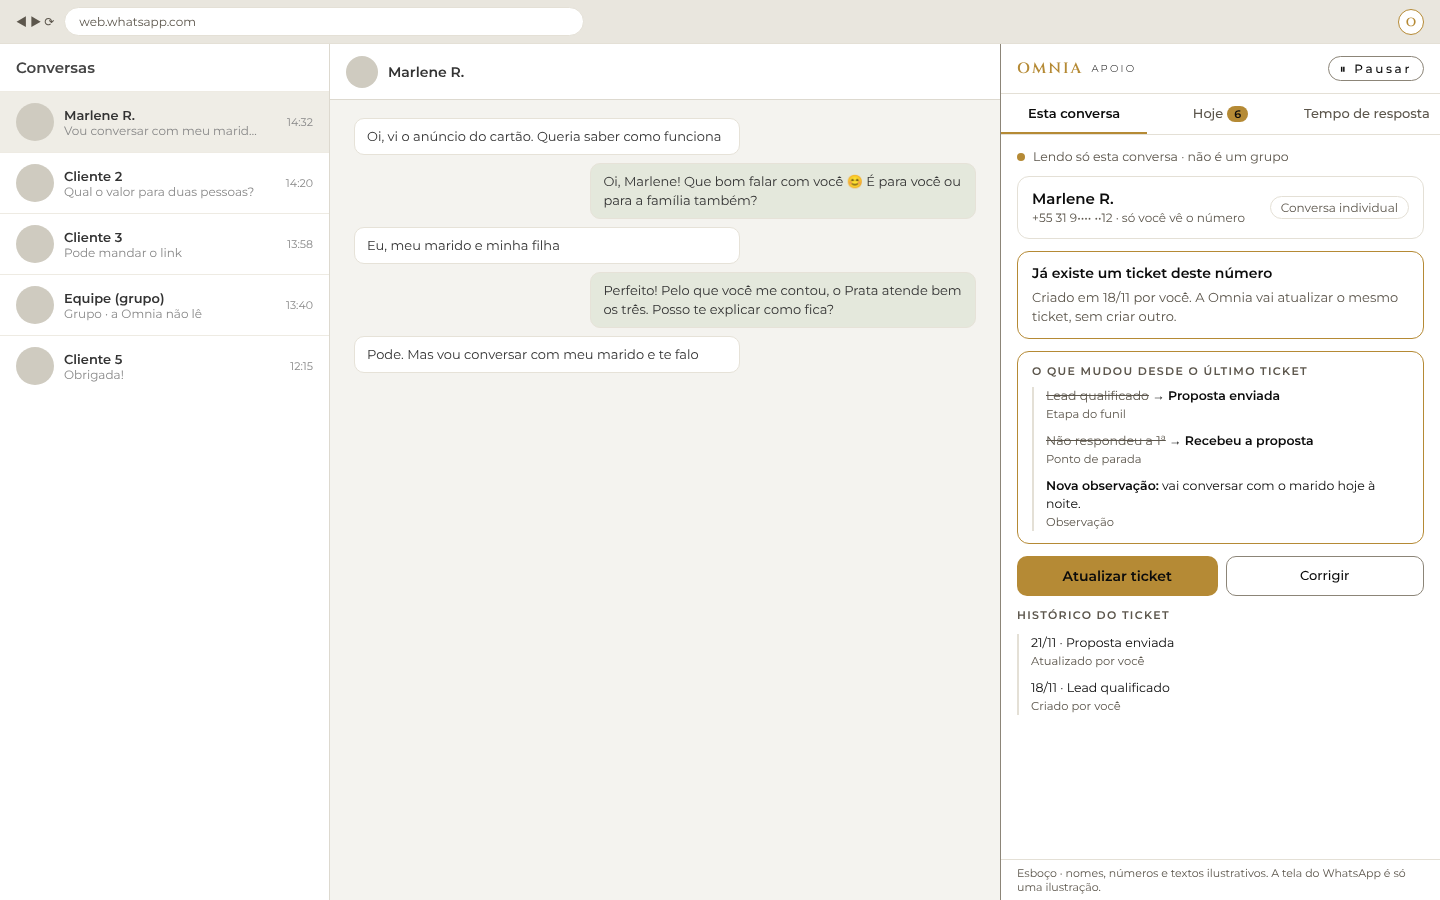 web.whatsapp.com
O
Conversas
Marlene R.
Vou conversar com meu marid...
14:32
Cliente 2
Qual o valor para duas pessoas?
14:20
Cliente 3
Pode mandar o link
13:58
Equipe (grupo)
Grupo · a Omnia não lê
13:40
Cliente 5
Obrigada!
12:15
Marlene R.
Oi, vi o anúncio do cartão. Queria saber como funciona
Oi, Marlene! Que bom falar com você 😊 É para você ou
para a família também?
Eu, meu marido e minha filha
Perfeito! Pelo que você me contou, o Prata atende bem
os três. Posso te explicar como fica?
Pode. Mas vou conversar com meu marido e te falo
OMNIA APOIO
Pausar
Esta conversa
Hoje 6
Tempo de resposta
Lendo só esta conversa · não é um grupo
Marlene R.
+55 31 9•••• ••12 · só você vê o número
Conversa individual
Já existe um ticket deste número
Criado em 18/11 por você. A Omnia vai atualizar o mesmo
ticket, sem criar outro.
O QUE MUDOU DESDE O ÚLTIMO TICKET
Lead qualificado → Proposta enviada
Etapa do funil
Não respondeu a 1ª → Recebeu a proposta
Ponto de parada
Nova observação: vai conversar com o marido hoje à
noite.
Observação
Atualizar ticket
Corrigir
HISTÓRICO DO TICKET
21/11 · Proposta enviada
Atualizado por você
18/11 · Lead qualificado
Criado por você
Esboço · nomes, números e textos ilustrativos. A tela do WhatsApp é só
uma ilustração.